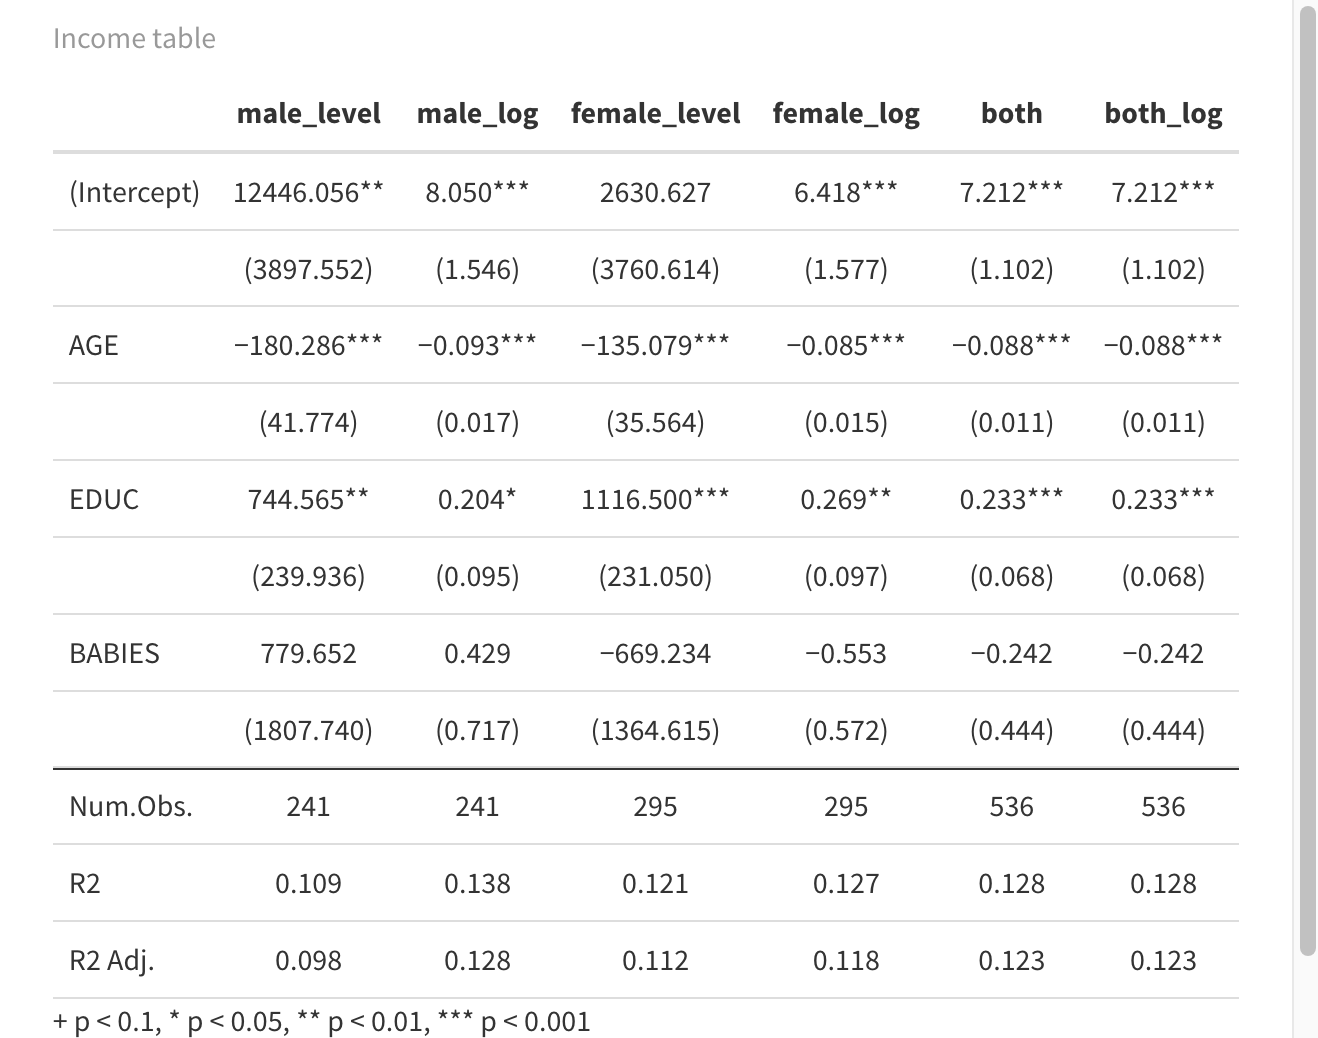 Income table
male_level male_log female_level female_log both both_log
(Intercept) 12446.056** 8.050*** 2630.627 6.418*** 7.212*** 7.212***
(3897.552) (1.546) (3760.614) (1.577) (1.102) (1.102)
AGE −180.286*** −0.093*** −135.079*** −0.085*** −0.088*** −0.088***
(41.774) (0.017) (35.564) (0.015) (0.011) (0.011)
EDUC 744.565** 0.204* 1116.500*** 0.269** 0.233*** 0.233***
(239.936) (0.095) (231.050) (0.097) (0.068) (0.068)
BABIES 779.652 0.429 −669.234 −0.553 −0.242 −0.242
(1807.740) (0.717) (1364.615) (0.572) (0.444) (0.444)
Num.Obs. 241 241 295 295 536 536
R2 0.109 0.138 0.121 0.127 0.128 0.128
R2 Adj. 0.098 0.128 0.112 0.118 0.123 0.123
+ p < 0.1, * p < 0.05, ** p < 0.01, *** p < 0.001